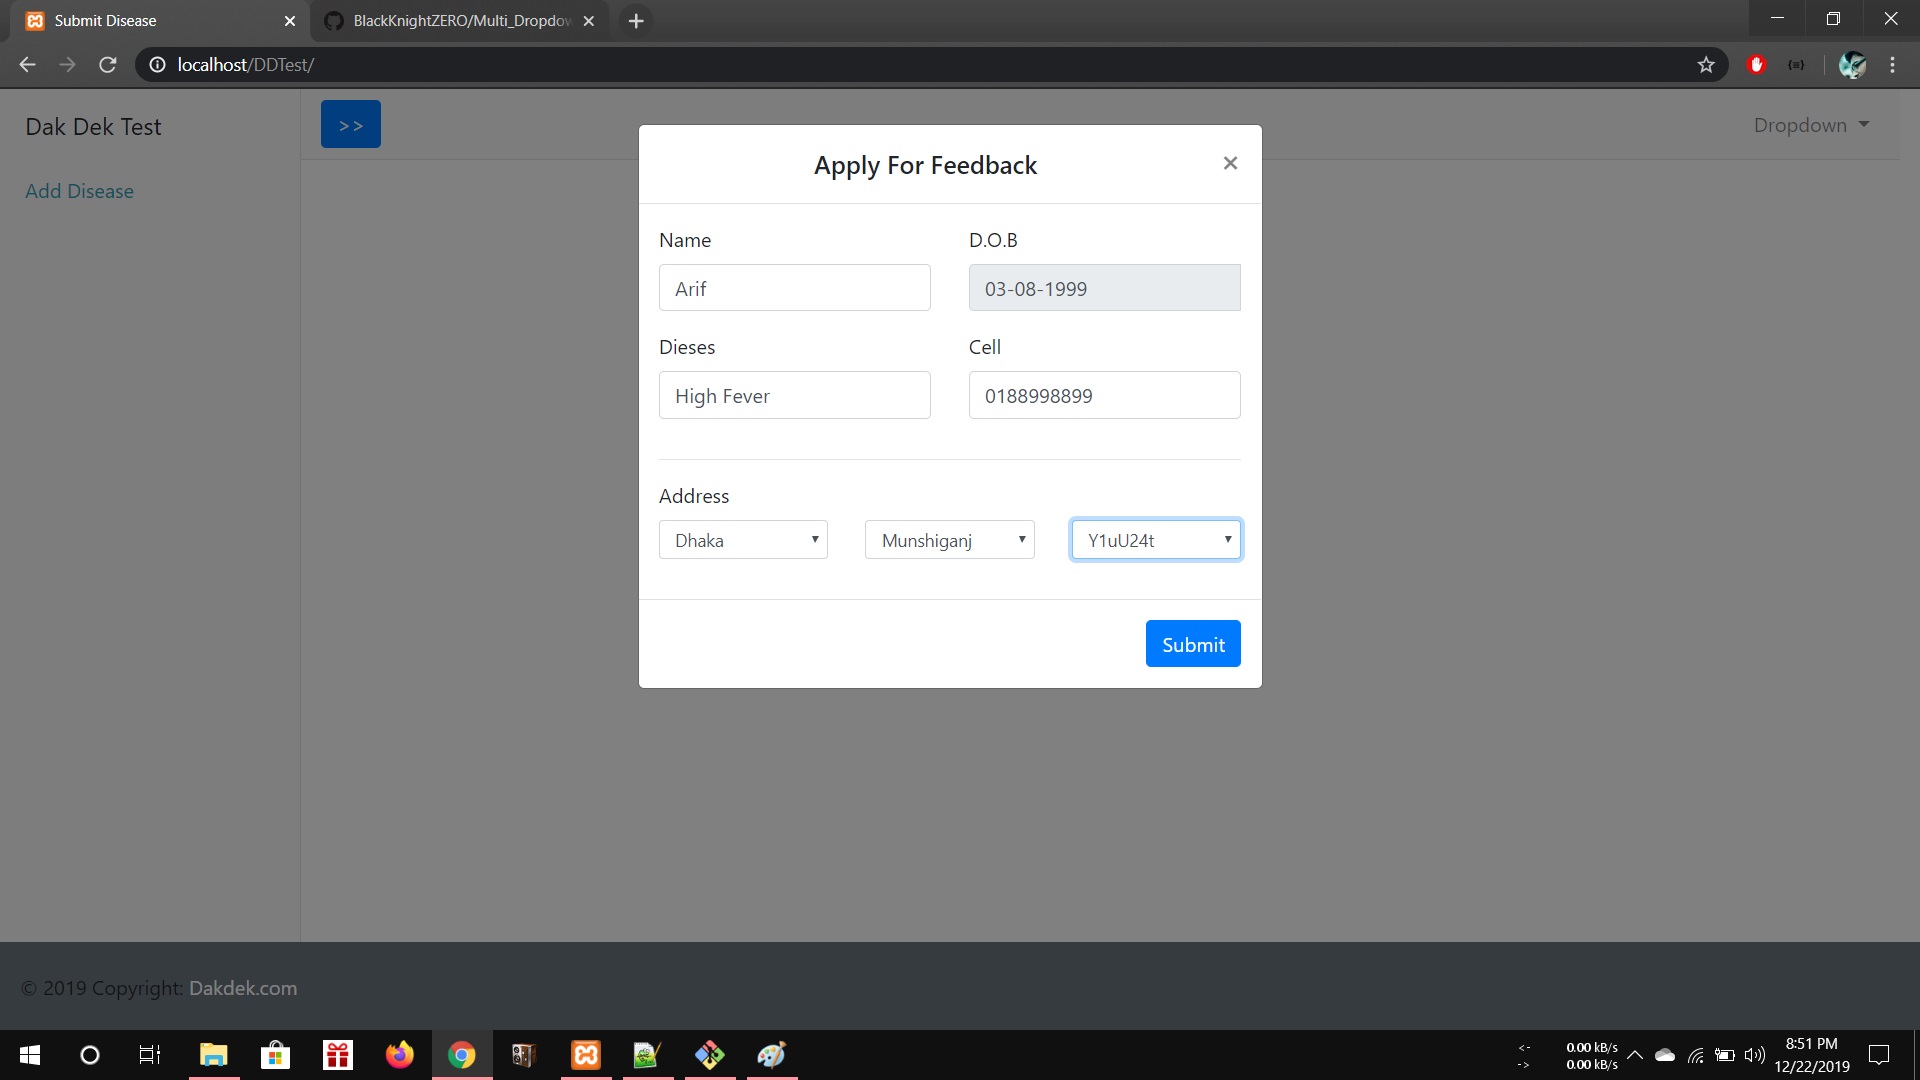 Submit Disease
BlackKnightZERO/Multi_Dropdow
localhost/DDTest/
Dak Dek Test
>>
Dropdown
Add Disease
Apply For Feedback
Name
D.O.B
Arif
03-08-1999
Dieses
Cell
High Fever
0188998899
Address
Dhaka
Munshiganj
Y1uU24t
Submit
© 2019 Copyright: Dakdek.com
<-
0.00 kB/s
->
0.00 kB/s
8:51 PM
12/22/2019